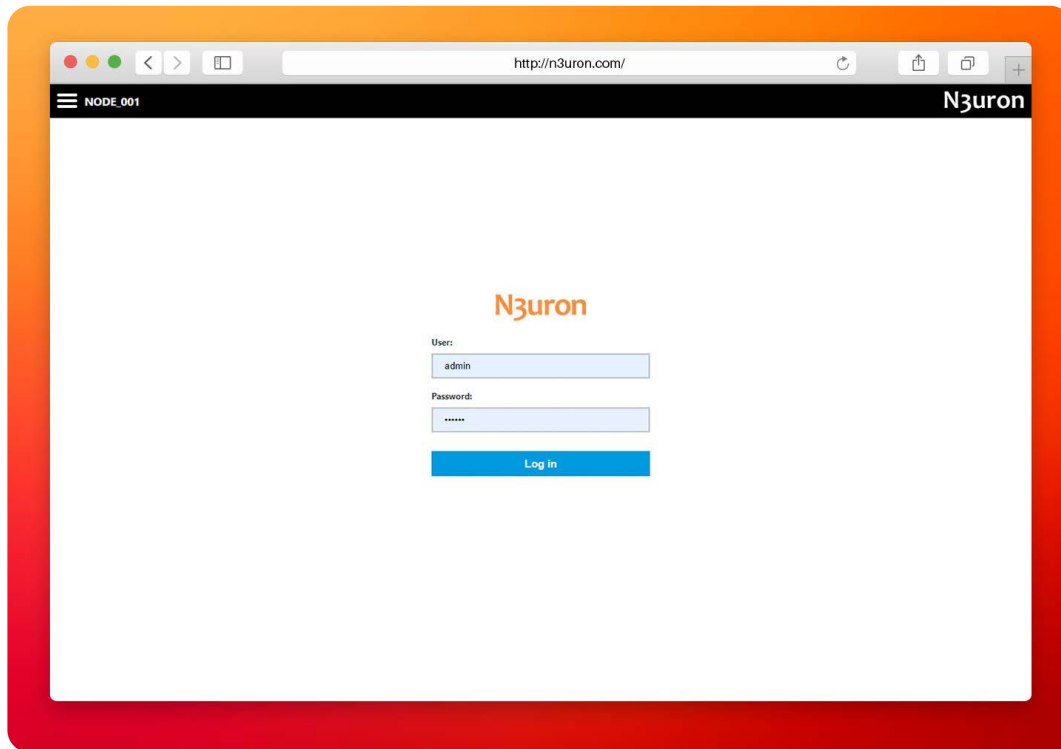 http://n3uron.com/
NODE_001
N3uron
N3uron
User:
admin
Password:
••••••
Log in